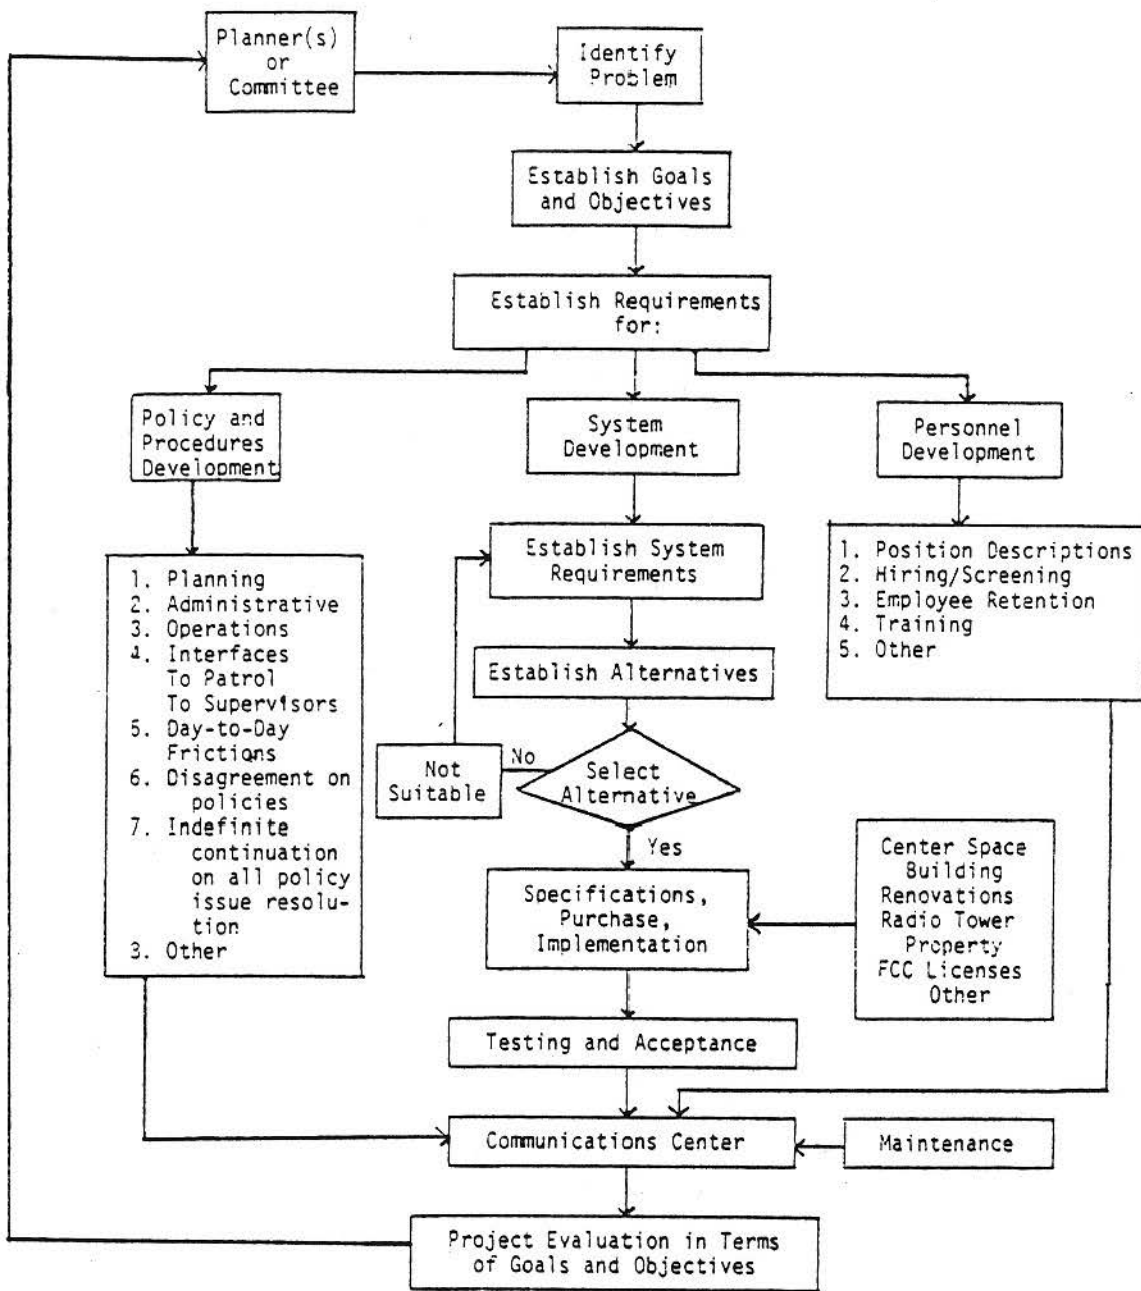 Planner(s)
or
Committee
Identify
Problem
Establish Goals
and Objectives
Establish Requirements
for:
Policy and
Procedures
Development
System
Development
Personnel
Development
1. Planning
2. Administrative
3. Operations
4. Interfaces
To Patrol
To Supervisors
5. Day-to-Day
Frictions
6. Disagreement on
policies
7. Indefinite
continuation
on all policy
issue resolu-
tion
3. Other
Establish System
Requirements
Establish Alternatives
Not
Suitable
No
Select
Alternative
Yes
Specifications,
Purchase,
Implementation
1. Position Descriptions
2. Hiring/Screening
3. Employee Retention
4. Training
5. Other
Center Space
Building
Renovations
Radio Tower
Property
FCC Licenses
Other
Testing and Acceptance
Communications Center
Maintenance
Project Evaluation in Terms
of Goals and Objectives